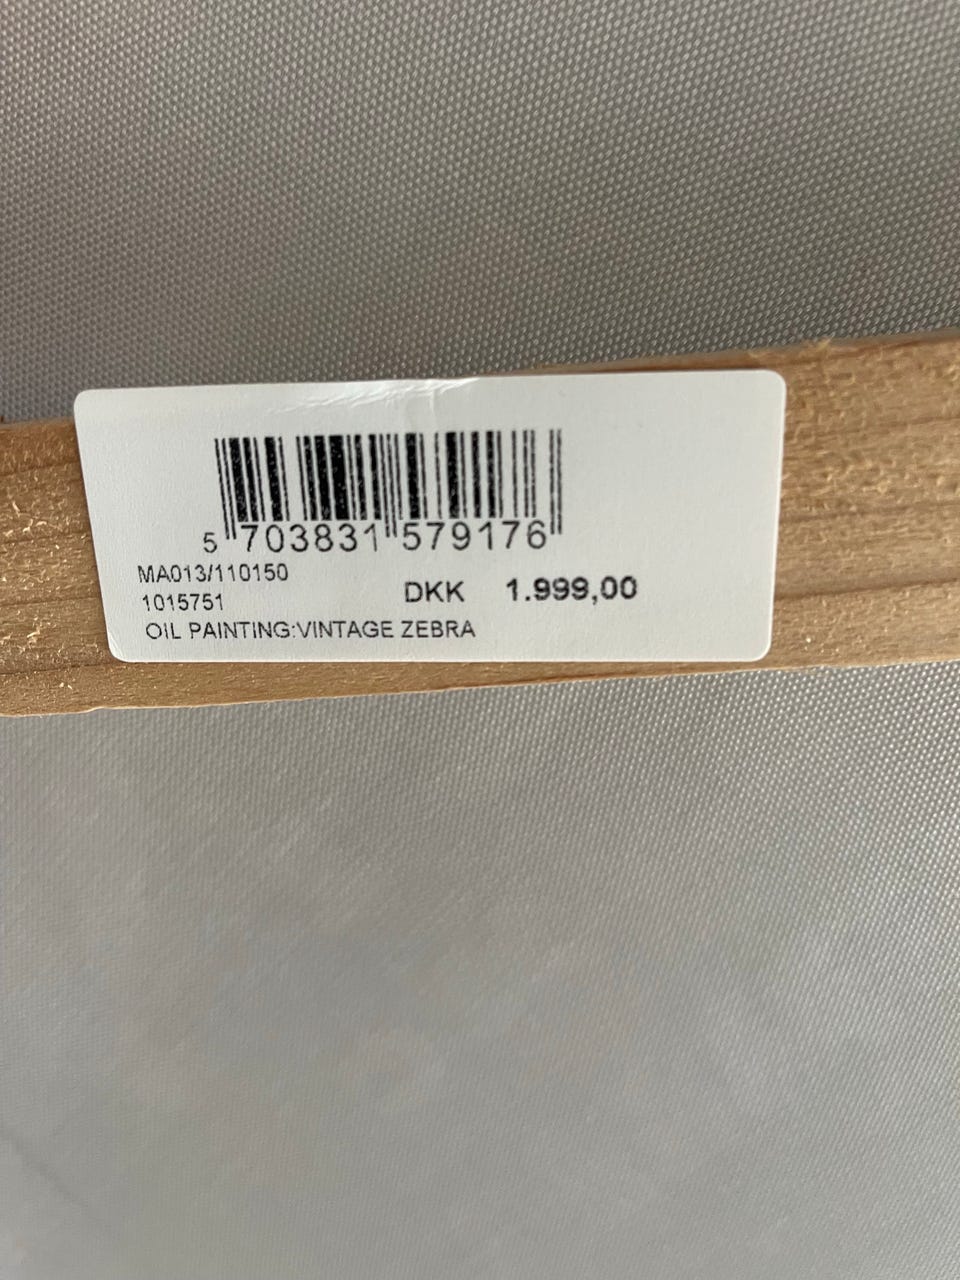 5 703831 579176
MA013/110150
1015751
DKK 1.999,00
OIL PAINTING:VINTAGE ZEBRA